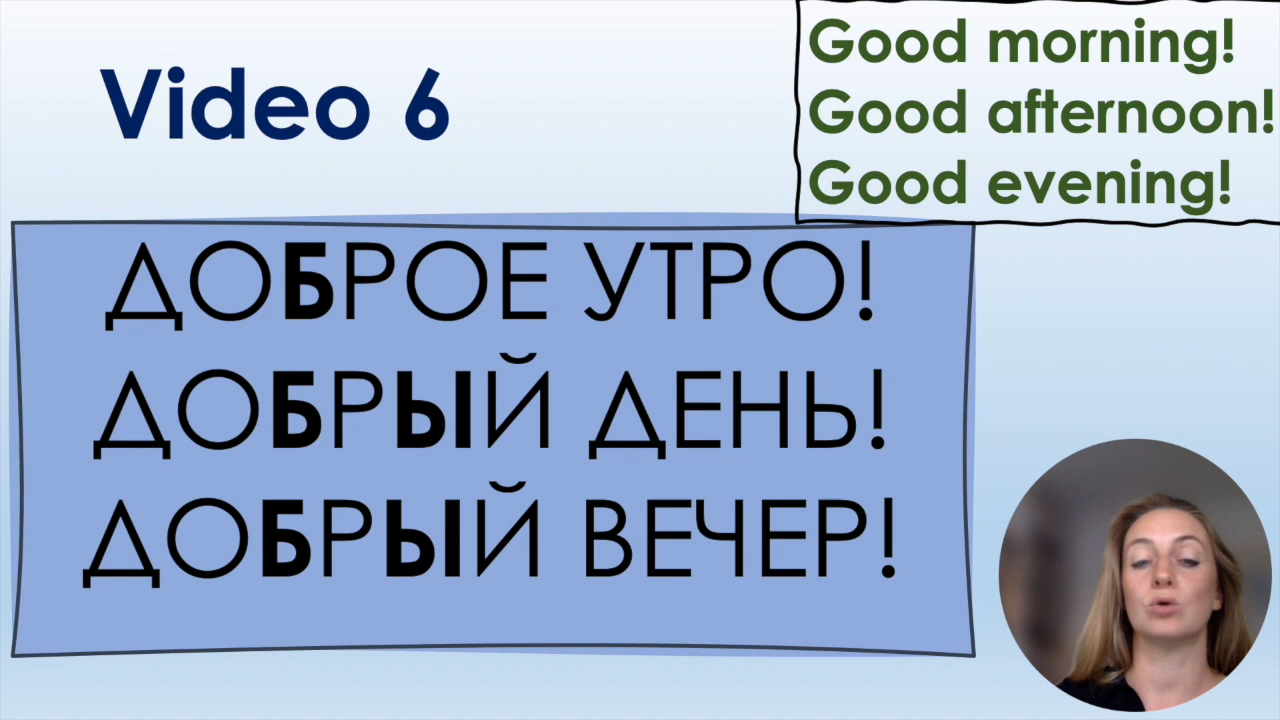 Video 6
Good morning!
Good afternoon!
Good evening!
ДОБРОЕ УТРО!
ДОБРЫЙ ДЕНЬ!
ДОБРЫЙ ВЕЧЕР!